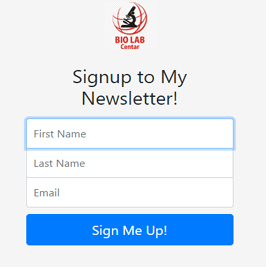 BIO LAB
Centar
Signup to My
Newsletter!
First Name
Last Name
Email
Sign Me Up!